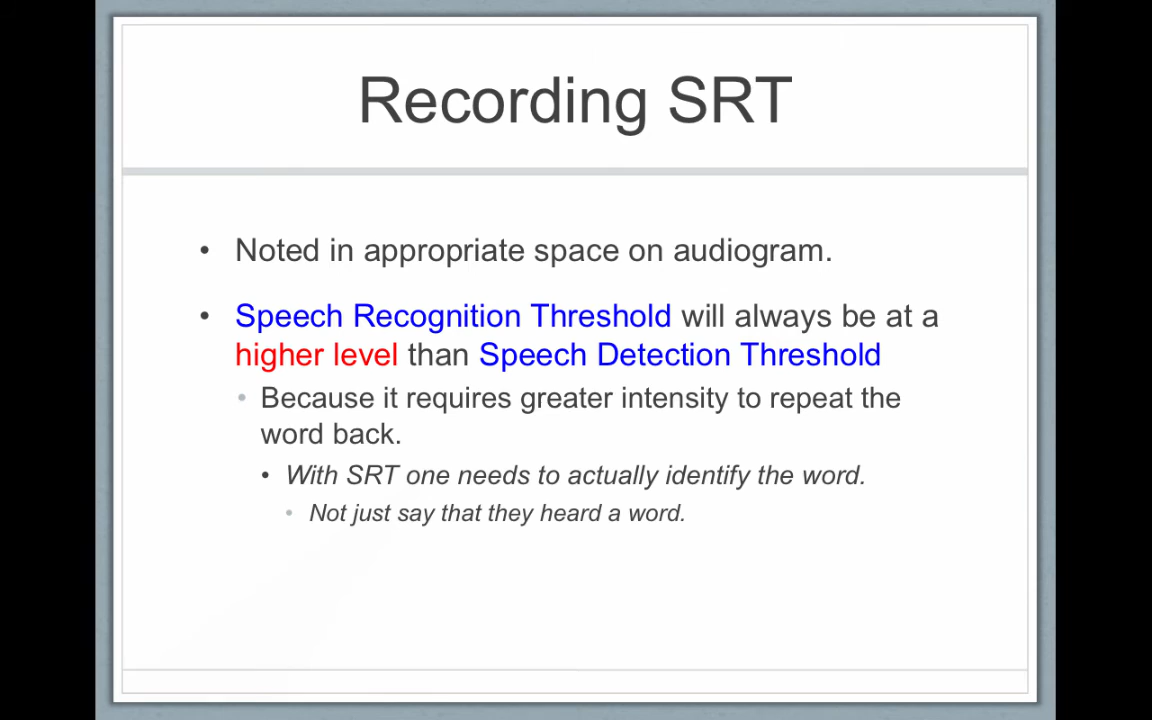 Recording SRT
• Noted in appropriate space on audiogram.
• Speech Recognition Threshold will always be at a
higher level than Speech Detection Threshold
• Because it requires greater intensity to repeat the
word back.
• With SRT one needs to actually identify the word.
• Not just say that they heard a word.